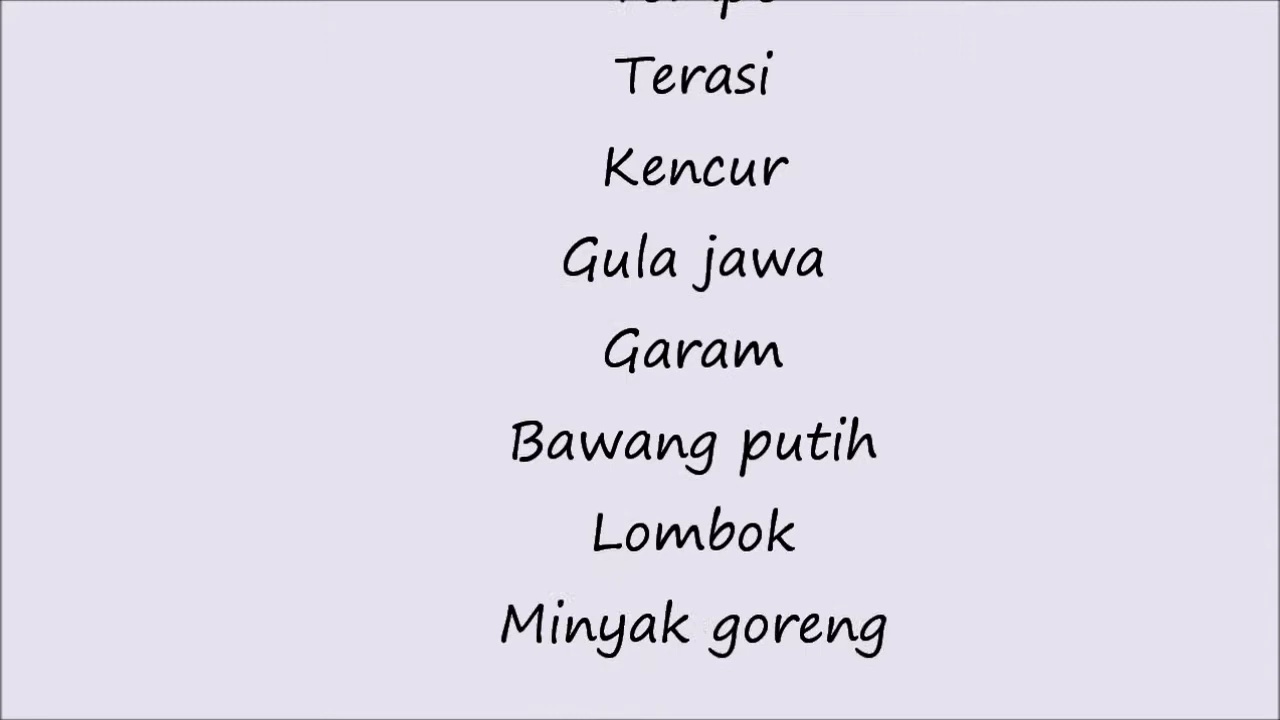 Terasi
Kencur
Gula jawa
Garam
Bawang putih
Lombok
Minyak goreng